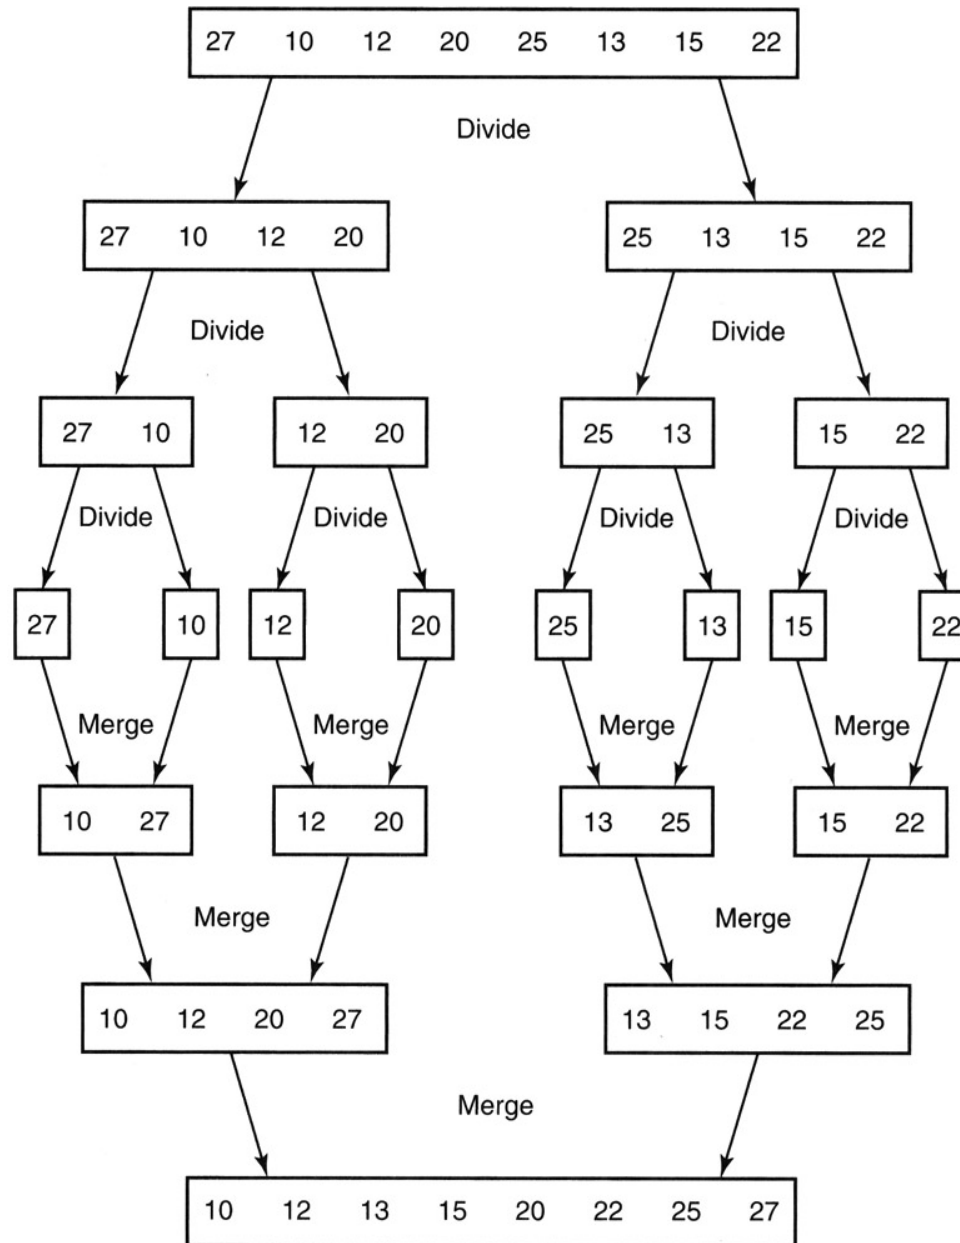 27 10 12 20 25 13 15 22
Divide
27 10 12 20 25 13 15 22
Divide Divide
27 10 12 20 25 13 15 22
Divide Divide Divide Divide
27 10 12 20 25 13 15 22
Merge Merge Merge Merge
10 27 12 20 13 25 15 22
Merge Merge
10 12 20 27 13 15 22 25
Merge
10 12 13 15 20 22 25 27